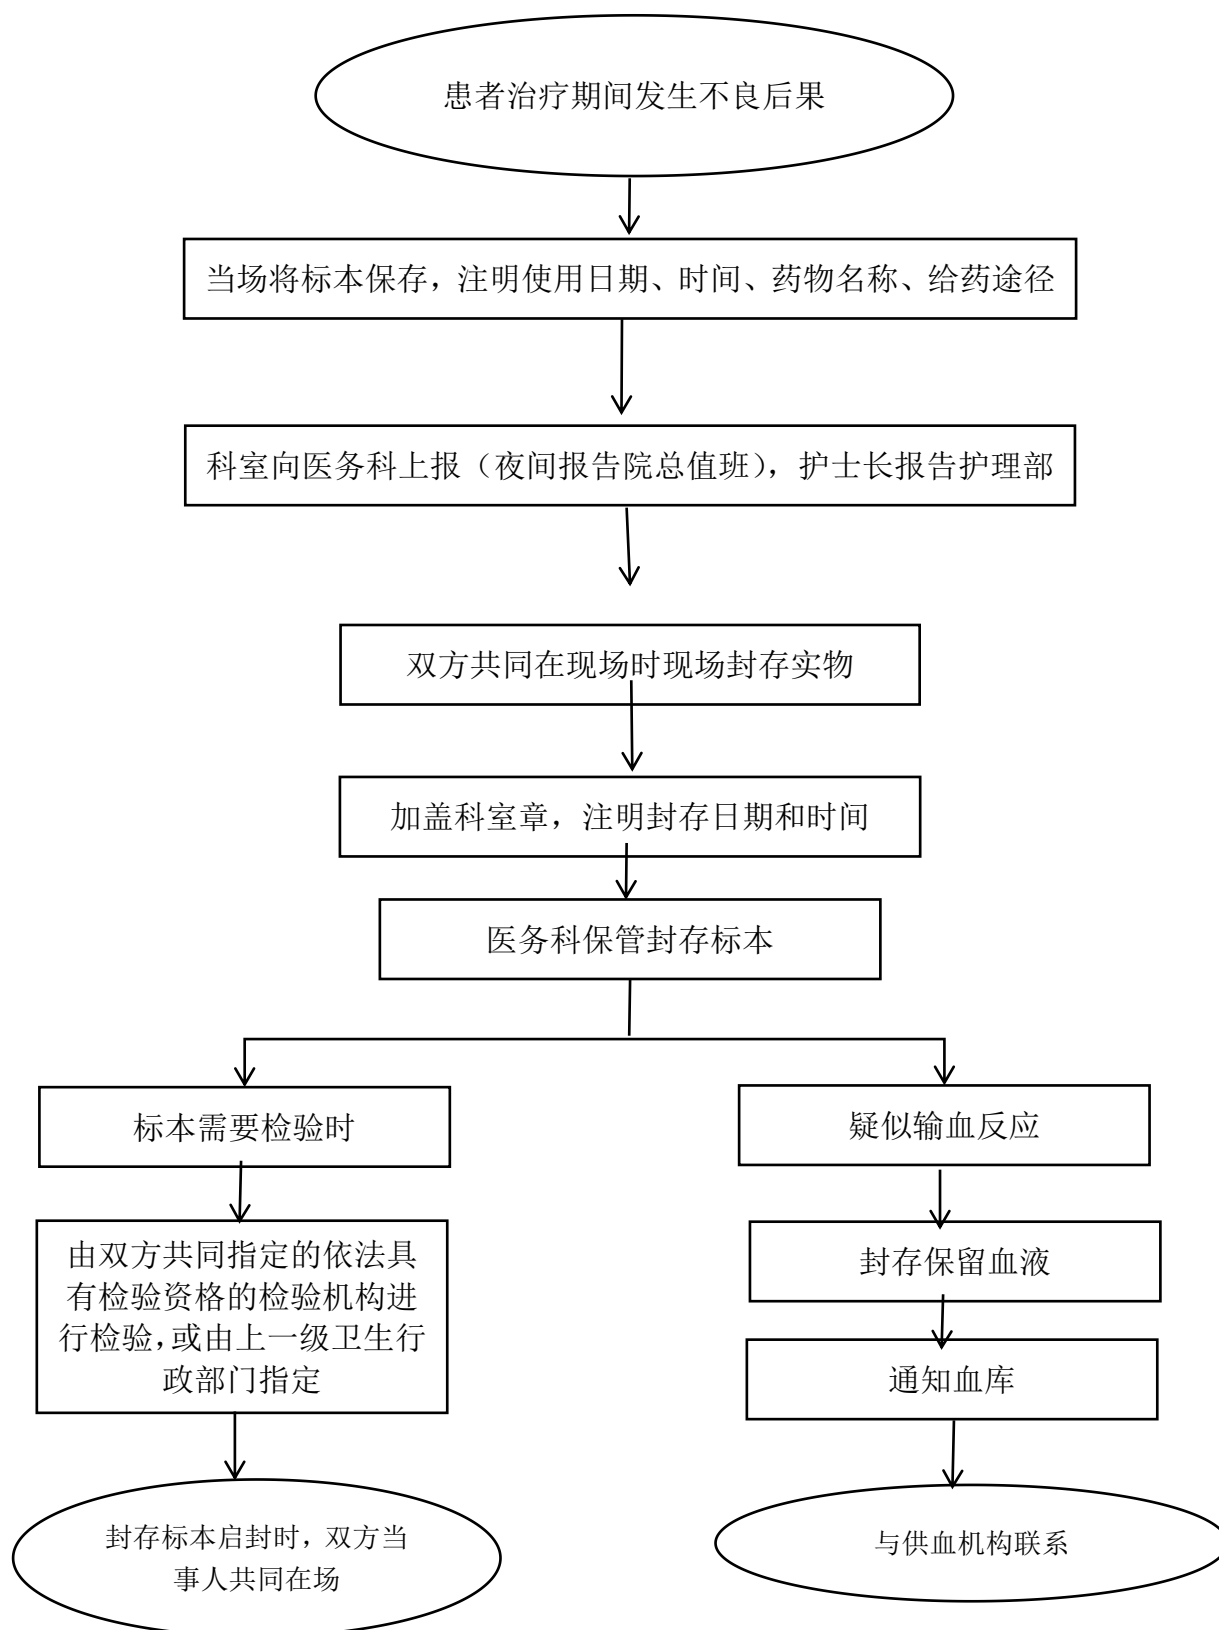 患者治疗期间发生不良后果
当场将标本保存，注明使用日期、时间、药物名称、给药途径
科室向医务科上报（夜间报告院总值班），护士长报告护理部
双方共同在现场时现场封存实物
加盖科室章，注明封存日期和时间
医务科保管封存标本
标本需要检验时
由双方共同指定的依法具
有检验资格的检验机构进
行检验，或由上一级卫生行
政部门指定
封存标本启封时，双方当
事人共同在场
疑似输血反应
封存保留血液
通知血库
与供血机构联系